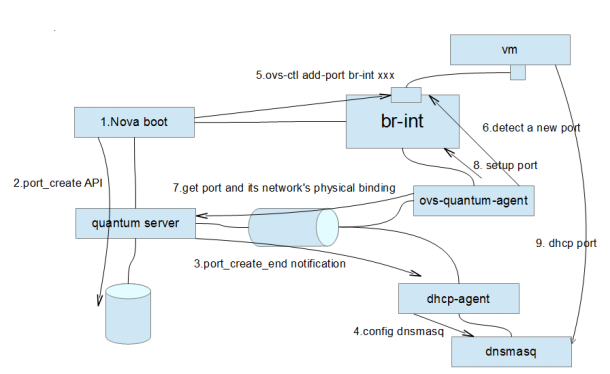 vm
5.ovs-ctl add-port br-int xxx
1.Nova boot
br-int
6.detect a new port
8. setup port
2.port_create API
7.get port and its network's physical binding
ovs-quantum-agent
quantum server
9. dhcp port
3.port_create_end notification
dhcp-agent
4.config dnsmasq
dnsmasq